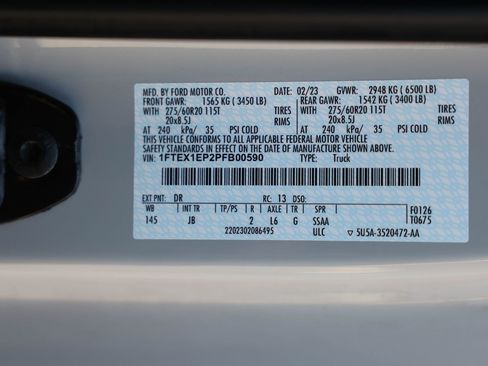 MFD. BY FORD MOTOR CO. 02/23 GVWR: 2948 KG ( 6500 LB)
FRONT GAWR: 1565 KG ( 3450 LB) REAR GAWR: 1542 KG ( 3400 LB)
275/60R20 115T TIRES 275/60R20 115T TIRES
20x8.5J RIMS 20x8.5J RIMS
AT 240 kPa/ 35 PSI COLD AT 240 kPa/ 35 PSI COLD
THIS VEHICLE CONFORMS TO ALL APPLICABLE FEDERAL MOTOR VEHICLE
SAFETY STANDARDS IN EFFECT ON THE DATE OF MANUFACTURE SHOWN ABOVE.
VIN: 1FTEX1EP2PFB00590 TYPE: Truck
EXT PNT: DR RC: 13 DSO:
WB INT TR TP/PS R AXLE TR SPR F0126
145 JB 2 L6 G SSAA T0675
22023020864 95 ULC ▽ 5U5A-3520472-AA